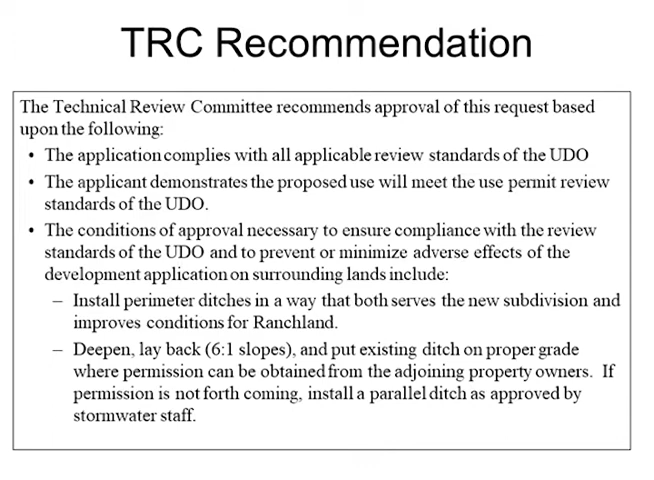 TRC Recommendation
The Technical Review Committee recommends approval of this request based
upon the following:
• The application complies with all applicable review standards of the UDO
• The applicant demonstrates the proposed use will meet the use permit review
standards of the UDO.
• The conditions of approval necessary to ensure compliance with the review
standards of the UDO and to prevent or minimize adverse effects of the
development application on surrounding lands include:
– Install perimeter ditches in a way that both serves the new subdivision and
improves conditions for Ranchland.
– Deepen, lay back (6:1 slopes), and put existing ditch on proper grade
where permission can be obtained from the adjoining property owners. If
permission is not forth coming, install a parallel ditch as approved by
stormwater staff.